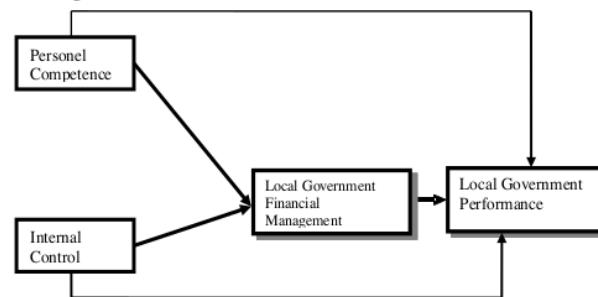 Personel
Competence
Local Government
Financial
Management
Local Government
Performance
Internal
Control